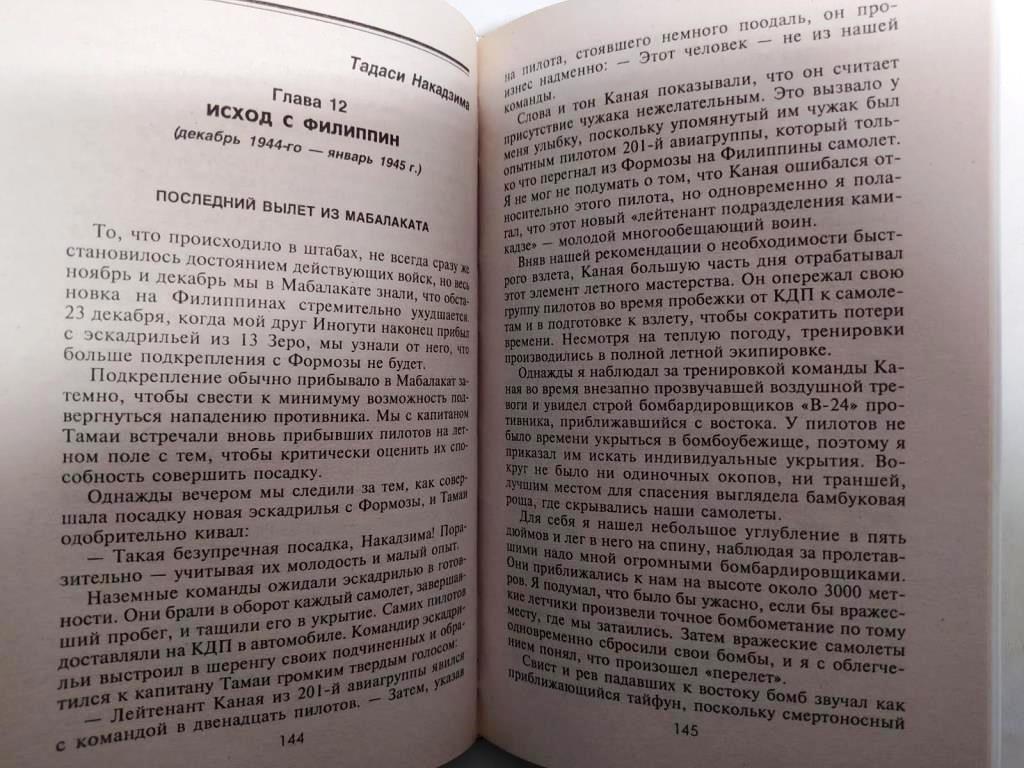 Тадаси Накадзима
Глава 12
ИСХОД С ФИЛИППИН
(декабрь 1944-го — январь 1945 г.)
ПОСЛЕДНИЙ ВЫЛЕТ ИЗ МАБАЛАКАТА
То, что происходило в штабах, не всегда сразу же
становилось достоянием действующих войск, но весь
ноябрь и декабрь мы в Мабалакате знали, что обста-
новка на Филиппинах стремительно ухудшается.
23 декабря, когда мой друг Иногути наконец прибыл
с эскадрильей из 13 Зеро, мы узнали от него, что
больше подкрепления с Формозы не будет.
Подкрепление обычно прибывало в Мабалакат за-
темно, чтобы свести к минимуму возможность под-
вергнуться нападению противника. Мы с капитаном
Тамаи встречали вновь прибывших пилотов на лет-
ном поле с тем, чтобы критически оценить их спо-
собность совершить посадку.
Однажды вечером мы следили за тем, как совер-
шала посадку новая эскадрилья с Формозы, и Тамаи
одобрительно кивал:
— Такая безупречная посадка, Накадзима! Пора-
зительно — учитывая их молодость и малый опыт.
Наземные команды ожидали эскадрилью в готов-
ности. Они брали в оборот каждый самолет, завершав-
ший пробег, и тащили его в укрытие. Самих пилотов
доставляли на КДП в автомобиле. Командир эскадри-
льи выстроил в шеренгу своих подчиненных и обра-
тился к капитану Тамаи громким твердым голосом:
— Лейтенант Каная из 201-й авиагруппы явился
с командой в двенадцать пилотов. — Затем, указав
144
на пилота, стоявшего немного поодаль, он про-
изнес надменно: — Этот человек — не из нашей
команды.
Слова и тон Каная показывали, что он считает
присутствие чужака нежелательным. Это вызвало у
меня улыбку, поскольку упомянутый им чужак был
опытным пилотом 201-й авиагруппы, который толь-
ко что перегнал из Формозы на Филиппины самолет.
Я не мог не подумать о том, что Каная ошибался от-
носительно этого пилота, но одновременно я пола-
гал, что этот новый «лейтенант подразделения ками-
кадзе» — молодой многообещающий воин.
Вняв нашей рекомендации о необходимости быст-
рого взлета, Каная большую часть дня отрабатывал
этот элемент летного мастерства. Он опережал свою
группу пилотов во время пробежки от КДП к самоле-
там и в подготовке к взлету, чтобы сократить потери
времени. Несмотря на теплую погоду, тренировки
производились в полной летной экипировке.
Однажды я наблюдал за тренировкой команды Ка-
ная во время внезапно прозвучавшей воздушной тре-
воги и увидел строй бомбардировщиков «В-24» про-
тивника, приближавшийся с востока. У пилотов не
было времени укрыться в бомбоубежище, поэтому я
приказал им искать индивидуальные укрытия. Во-
круг не было ни одиночных окопов, ни траншей,
лучшим местом для спасения выглядела бамбуковая
роща, где скрывались наши самолеты.
Для себя я нашел небольшое углубление в пять
дюймов и лег в него на спину, наблюдая за пролетав-
шими надо мной огромными бомбардировщиками.
Они приближались к нам на высоте около 3000 мет-
ров. Я подумал, что было бы ужасно, если бы вражес-
кие летчики произвели точное бомбометание по тому
месту, где мы затаились. Затем вражеские самолеты
одновременно сбросили свои бомбы, и я с облегче-
нием понял, что произошел «перелет».
Свист и рев падавших к востоку бомб звучал как
приближающийся тайфун, поскольку смертоносный
145